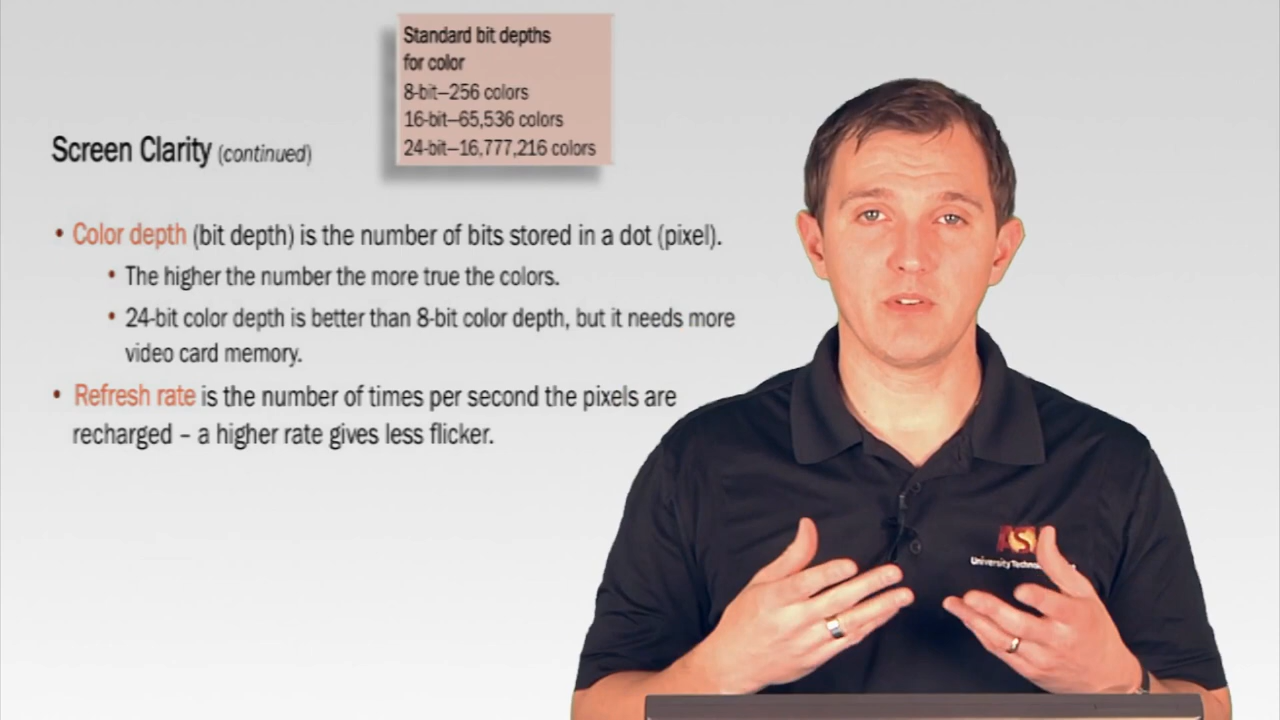 Standard bit depths
for color
8-bit—256 colors
16-bit—65,536 colors
24-bit—16,777,216 colors
Screen Clarity (continued)
• Color depth (bit depth) is the number of bits stored in a dot (pixel).
• The higher the number the more true the colors.
• 24-bit color depth is better than 8-bit color depth, but it needs more
video card memory.
• Refresh rate is the number of times per second the pixels are
recharged – a higher rate gives less flicker.
AS
University